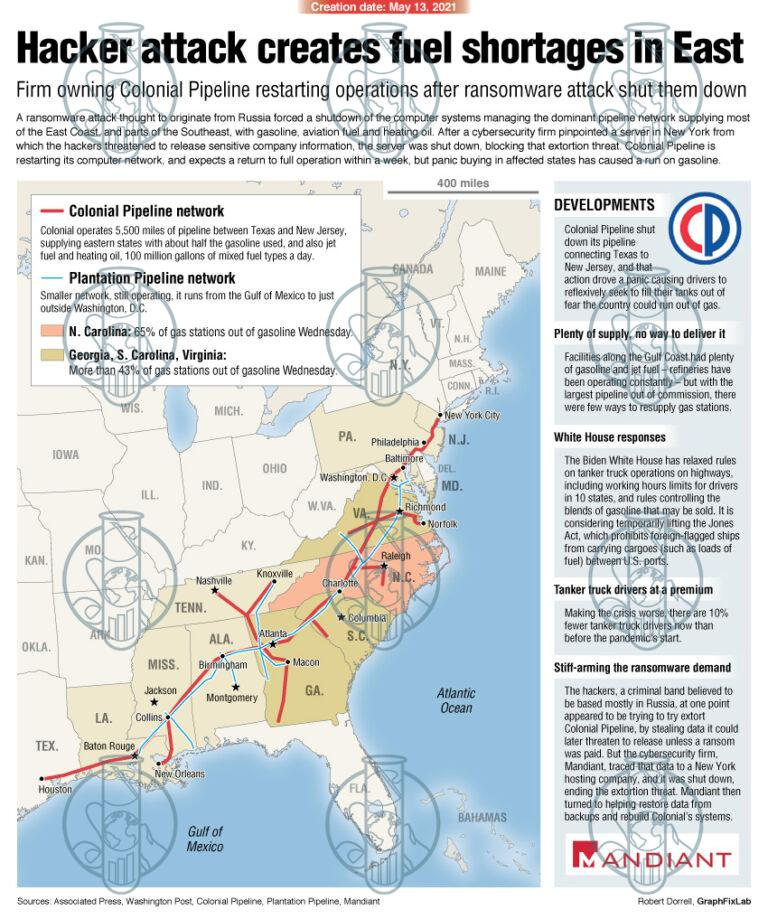 Creation date: May 13, 2021
Hacker attack creates fuel shortages in East
Firm owning Colonial Pipeline restarting operations after ransomware attack shut them down
A ransomware attack thought to originate from Russia forced a shutdown of the computer systems managing the dominant pipeline network supplying most
of the East Coast, and parts of the Southeast, with gasoline, aviation fuel and heating oil. After a cybersecurity firm pinpointed a server in New York from
which the hackers threatened to release sensitive company information, the server was shut down, blocking that extortion threat. Colonial Pipeline is
restarting its computer network, and expects a return to full operation within a week, but panic buying in affected states has caused a run on gasoline.
400 miles
Colonial Pipeline network
Colonial operates 5,500 miles of pipeline between Texas and New Jersey,
supplying eastern states with about half the gasoline used, and also jet
fuel and heating oil, 100 million gallons of mixed fuel types a day.
Plantation Pipeline network
Smaller network, still operating, it runs from the Gulf of Mexico to just
outside Washington, D.C.
N. Carolina: 65% of gas stations out of gasoline Wednesday.
Georgia, S. Carolina, Virginia:
More than 43% of gas stations out of gasoline Wednesday.
CANADA
MAINE
VT.
N.H.
N.Y.
MASS.
CONN.
R.I.
WIS.
MICH.
New York City
PA.
Philadelphia
N.J.
IOWA
Baltimore
OHIO
Washington, D.C.
DEL.
IND.
MD.
ILL.
W.VA.
Richmond
VA.
Norfolk
KY.
KAN.
MO.
Raleigh
Knoxville
N.C.
Nashville
Charlotte
TENN.
Columbia
ARK.
Atlanta
S.C.
ALA.
OKLA.
MISS.
Birmingham
Macon
GA.
Jackson
Montgomery
Atlantic
Ocean
LA.
Collins
TEX.
Baton Rouge
New Orleans
Houston
FLA.
BAHAMAS
Gulf of
Mexico
DEVELOPMENTS
CP
Colonial Pipeline shut
down its pipeline
connecting Texas to
New Jersey, and that
action drove a panic causing drivers to
reflexively seek to fill their tanks out of
fear the country could run out of gas.
Plenty of supply, no way to deliver it
Facilities along the Gulf Coast had plenty
of gasoline and jet fuel – refineries have
been operating constantly – but with the
largest pipeline out of commission, there
were few ways to resupply gas stations.
White House responses
The Biden White House has relaxed rules
on tanker truck operations on highways,
including working hours limits for drivers
in 10 states, and rules controlling the
blends of gasoline that may be sold. It is
considering temporarily lifting the Jones
Act, which prohibits foreign-flagged ships
from carrying cargoes (such as loads of
fuel) between U.S. ports.
Tanker truck drivers at a premium
Making the crisis worse, there are 10%
fewer tanker truck drivers now than
before the pandemic's start.
Stiff-arming the ransomware demand
The hackers, a criminal band believed to
be based mostly in Russia, at one point
appeared to be trying to try extort
Colonial Pipeline, by stealing data it could
later threaten to release unless a ransom
was paid. But the cybersecurity firm,
Mandiant, traced that data to a New York
hosting company, and it was shut down,
ending the extortion threat. Mandiant then
turned to helping restore data from
backups and rebuild Colonial's systems.
MANDIANT
Sources: Associated Press, Washington Post, Colonial Pipeline, Plantation Pipeline, Mandiant
Robert Dorrell, GraphFixLab